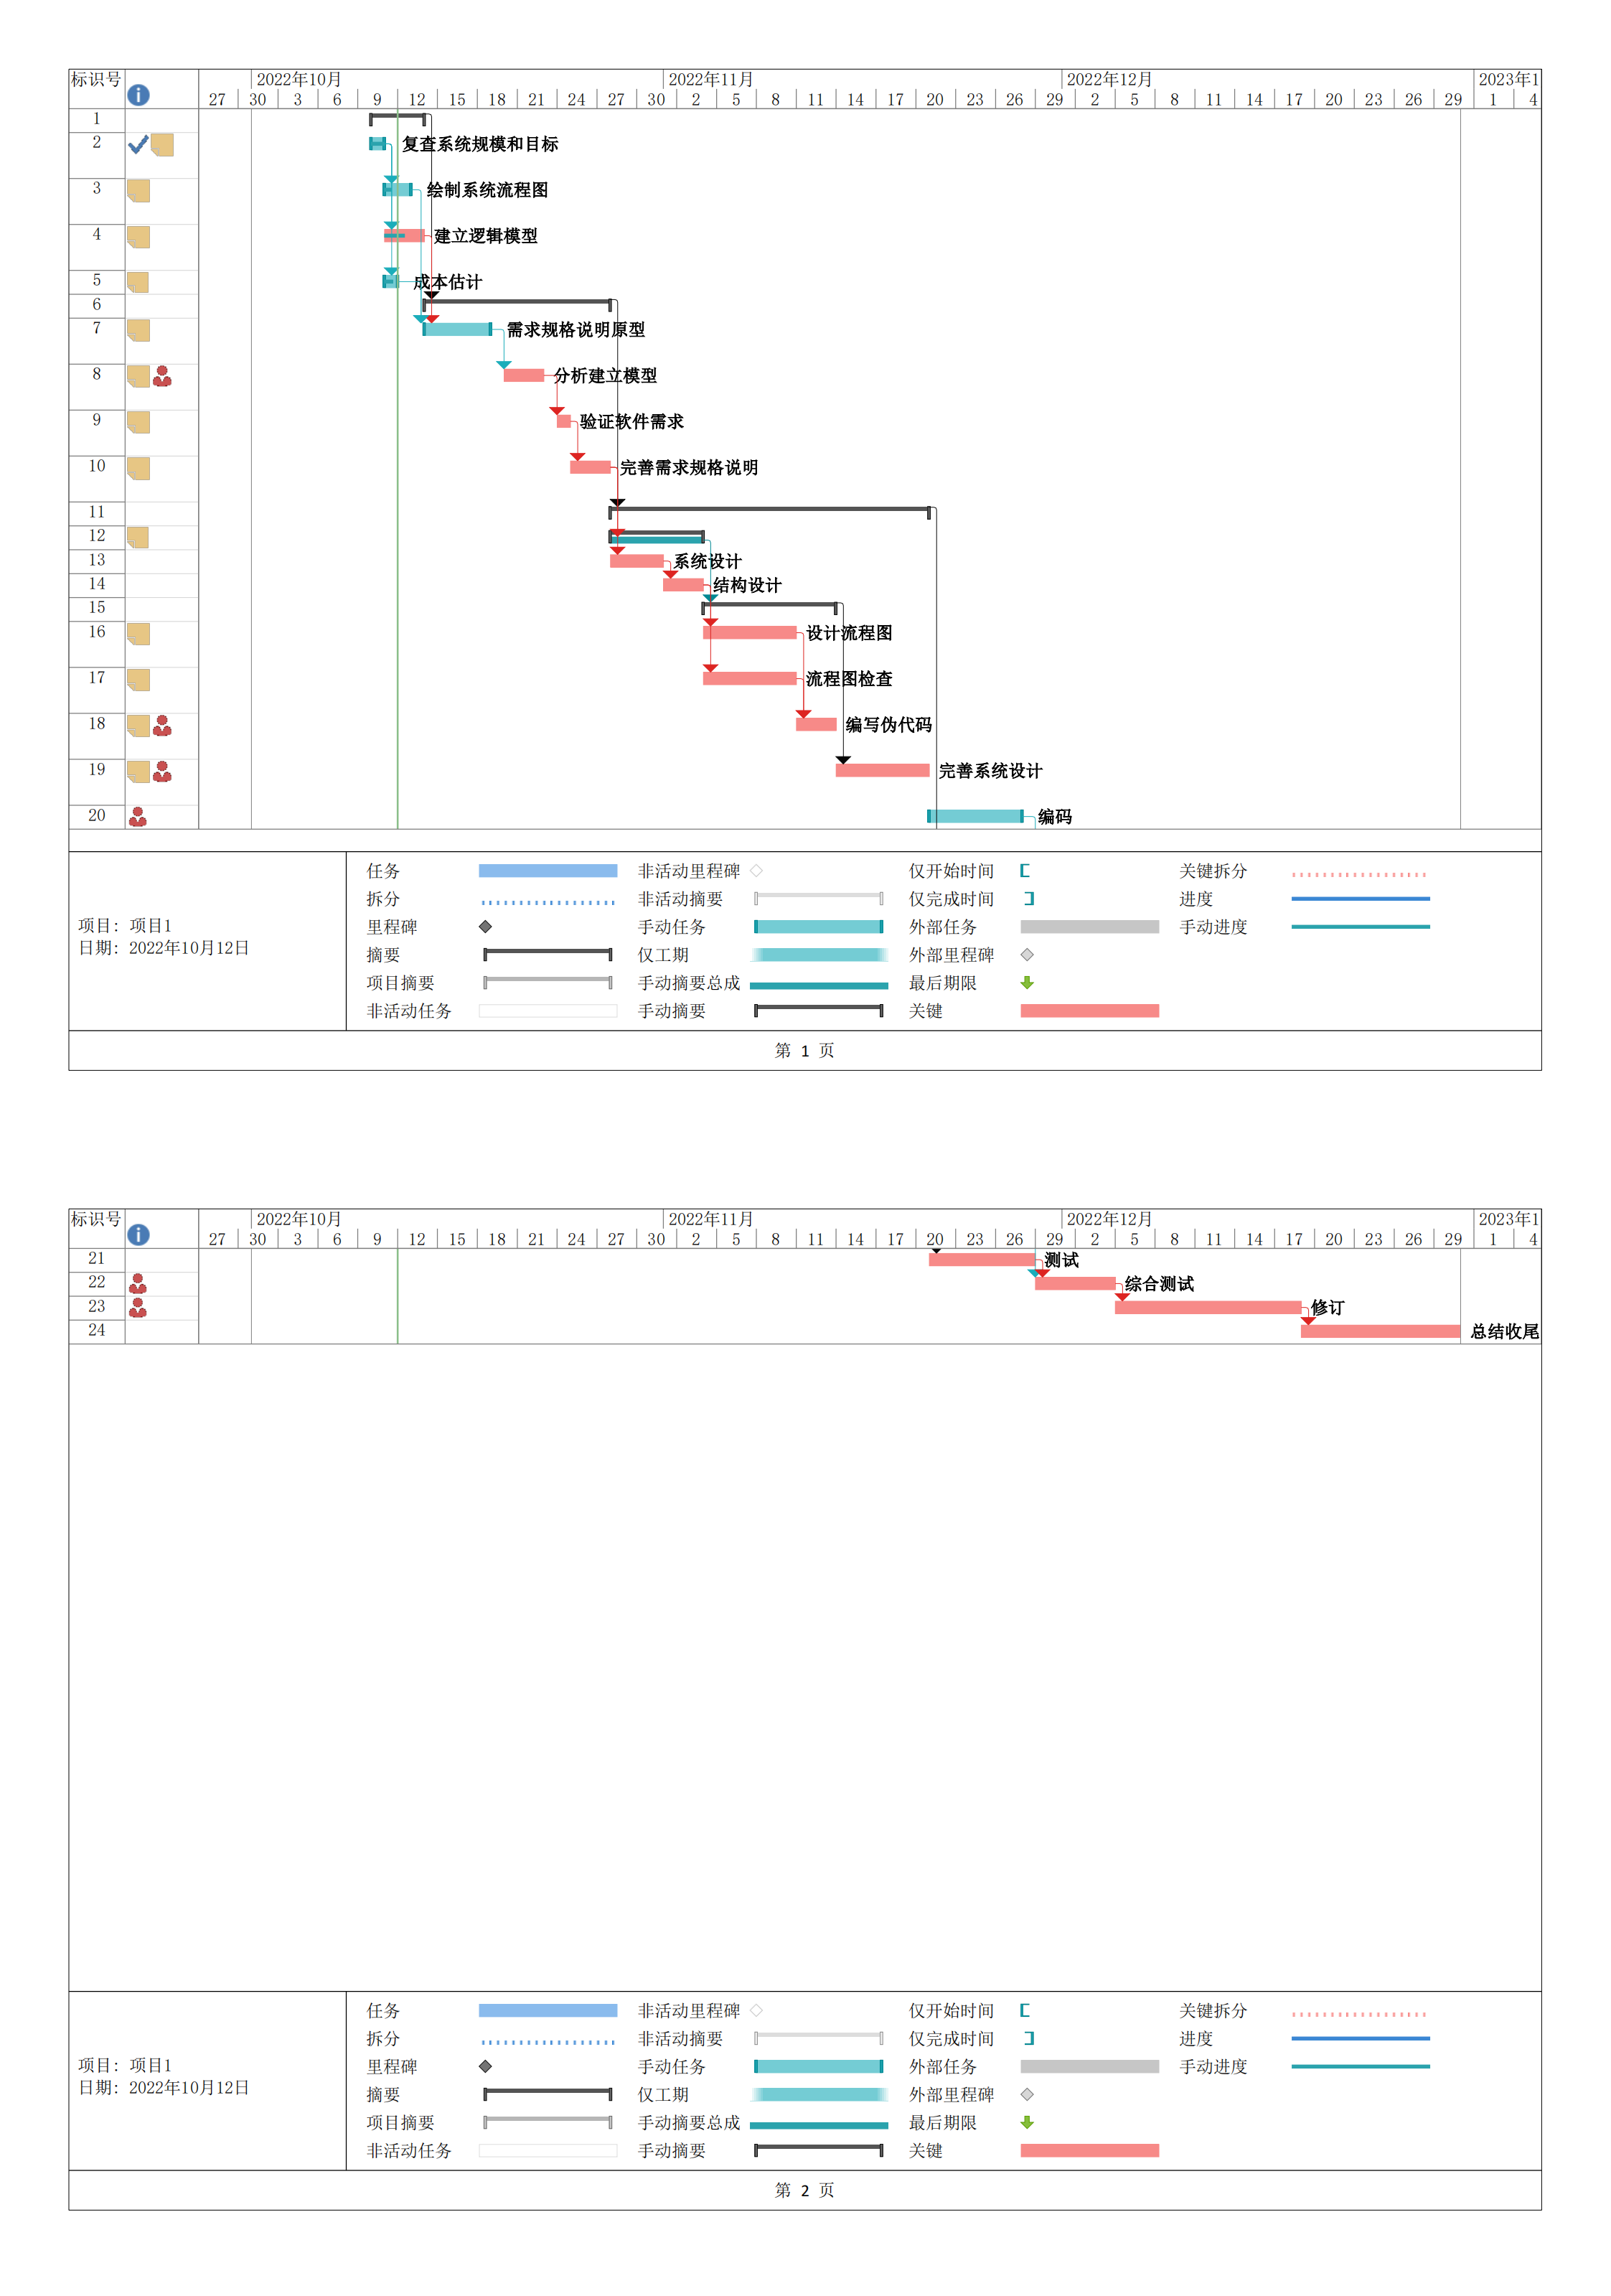 标识号 2022年10月 2022年11月 2022年12月 2023年1
27 30 3 6 9 12 15 18 21 24 27 30 2 5 8 11 14 17 20 23 26 29 2 5 8 11 14 17 20 23 26 29 1 4
1
2 复查系统规模和目标
3 绘制系统流程图
4 建立逻辑模型
5 成本估计
6
7 需求规格说明原型
8 分析建立模型
9 验证软件需求
10 完善需求规格说明
11
12
13 系统设计
14 结构设计
15
16 设计流程图
17 流程图检查
18 编写伪代码
19 完善系统设计
20 编码
任务 非活动里程碑 仅开始时间 关键拆分
拆分 非活动摘要 仅完成时间 进度
里程碑 手动任务 外部任务 手动进度
摘要 仅工期 外部里程碑
项目摘要 手动摘要总成 最后期限
非活动任务 手动摘要 关键
项目: 项目1
日期: 2022年10月12日
第 1 页
标识号 2022年10月 2022年11月 2022年12月 2023年1
27 30 3 6 9 12 15 18 21 24 27 30 2 5 8 11 14 17 20 23 26 29 2 5 8 11 14 17 20 23 26 29 1 4
21 测试
22 综合测试
23 修订
24 总结收尾
任务 非活动里程碑 仅开始时间 关键拆分
拆分 非活动摘要 仅完成时间 进度
里程碑 手动任务 外部任务 手动进度
摘要 仅工期 外部里程碑
项目摘要 手动摘要总成 最后期限
非活动任务 手动摘要 关键
项目: 项目1
日期: 2022年10月12日
第 2 页